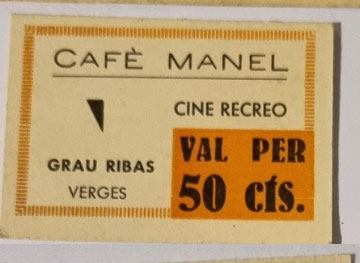 CAFÈ MANEL
CINE RECREO
GRAU RIBAS
VERGES
VAL PER
50 cts.